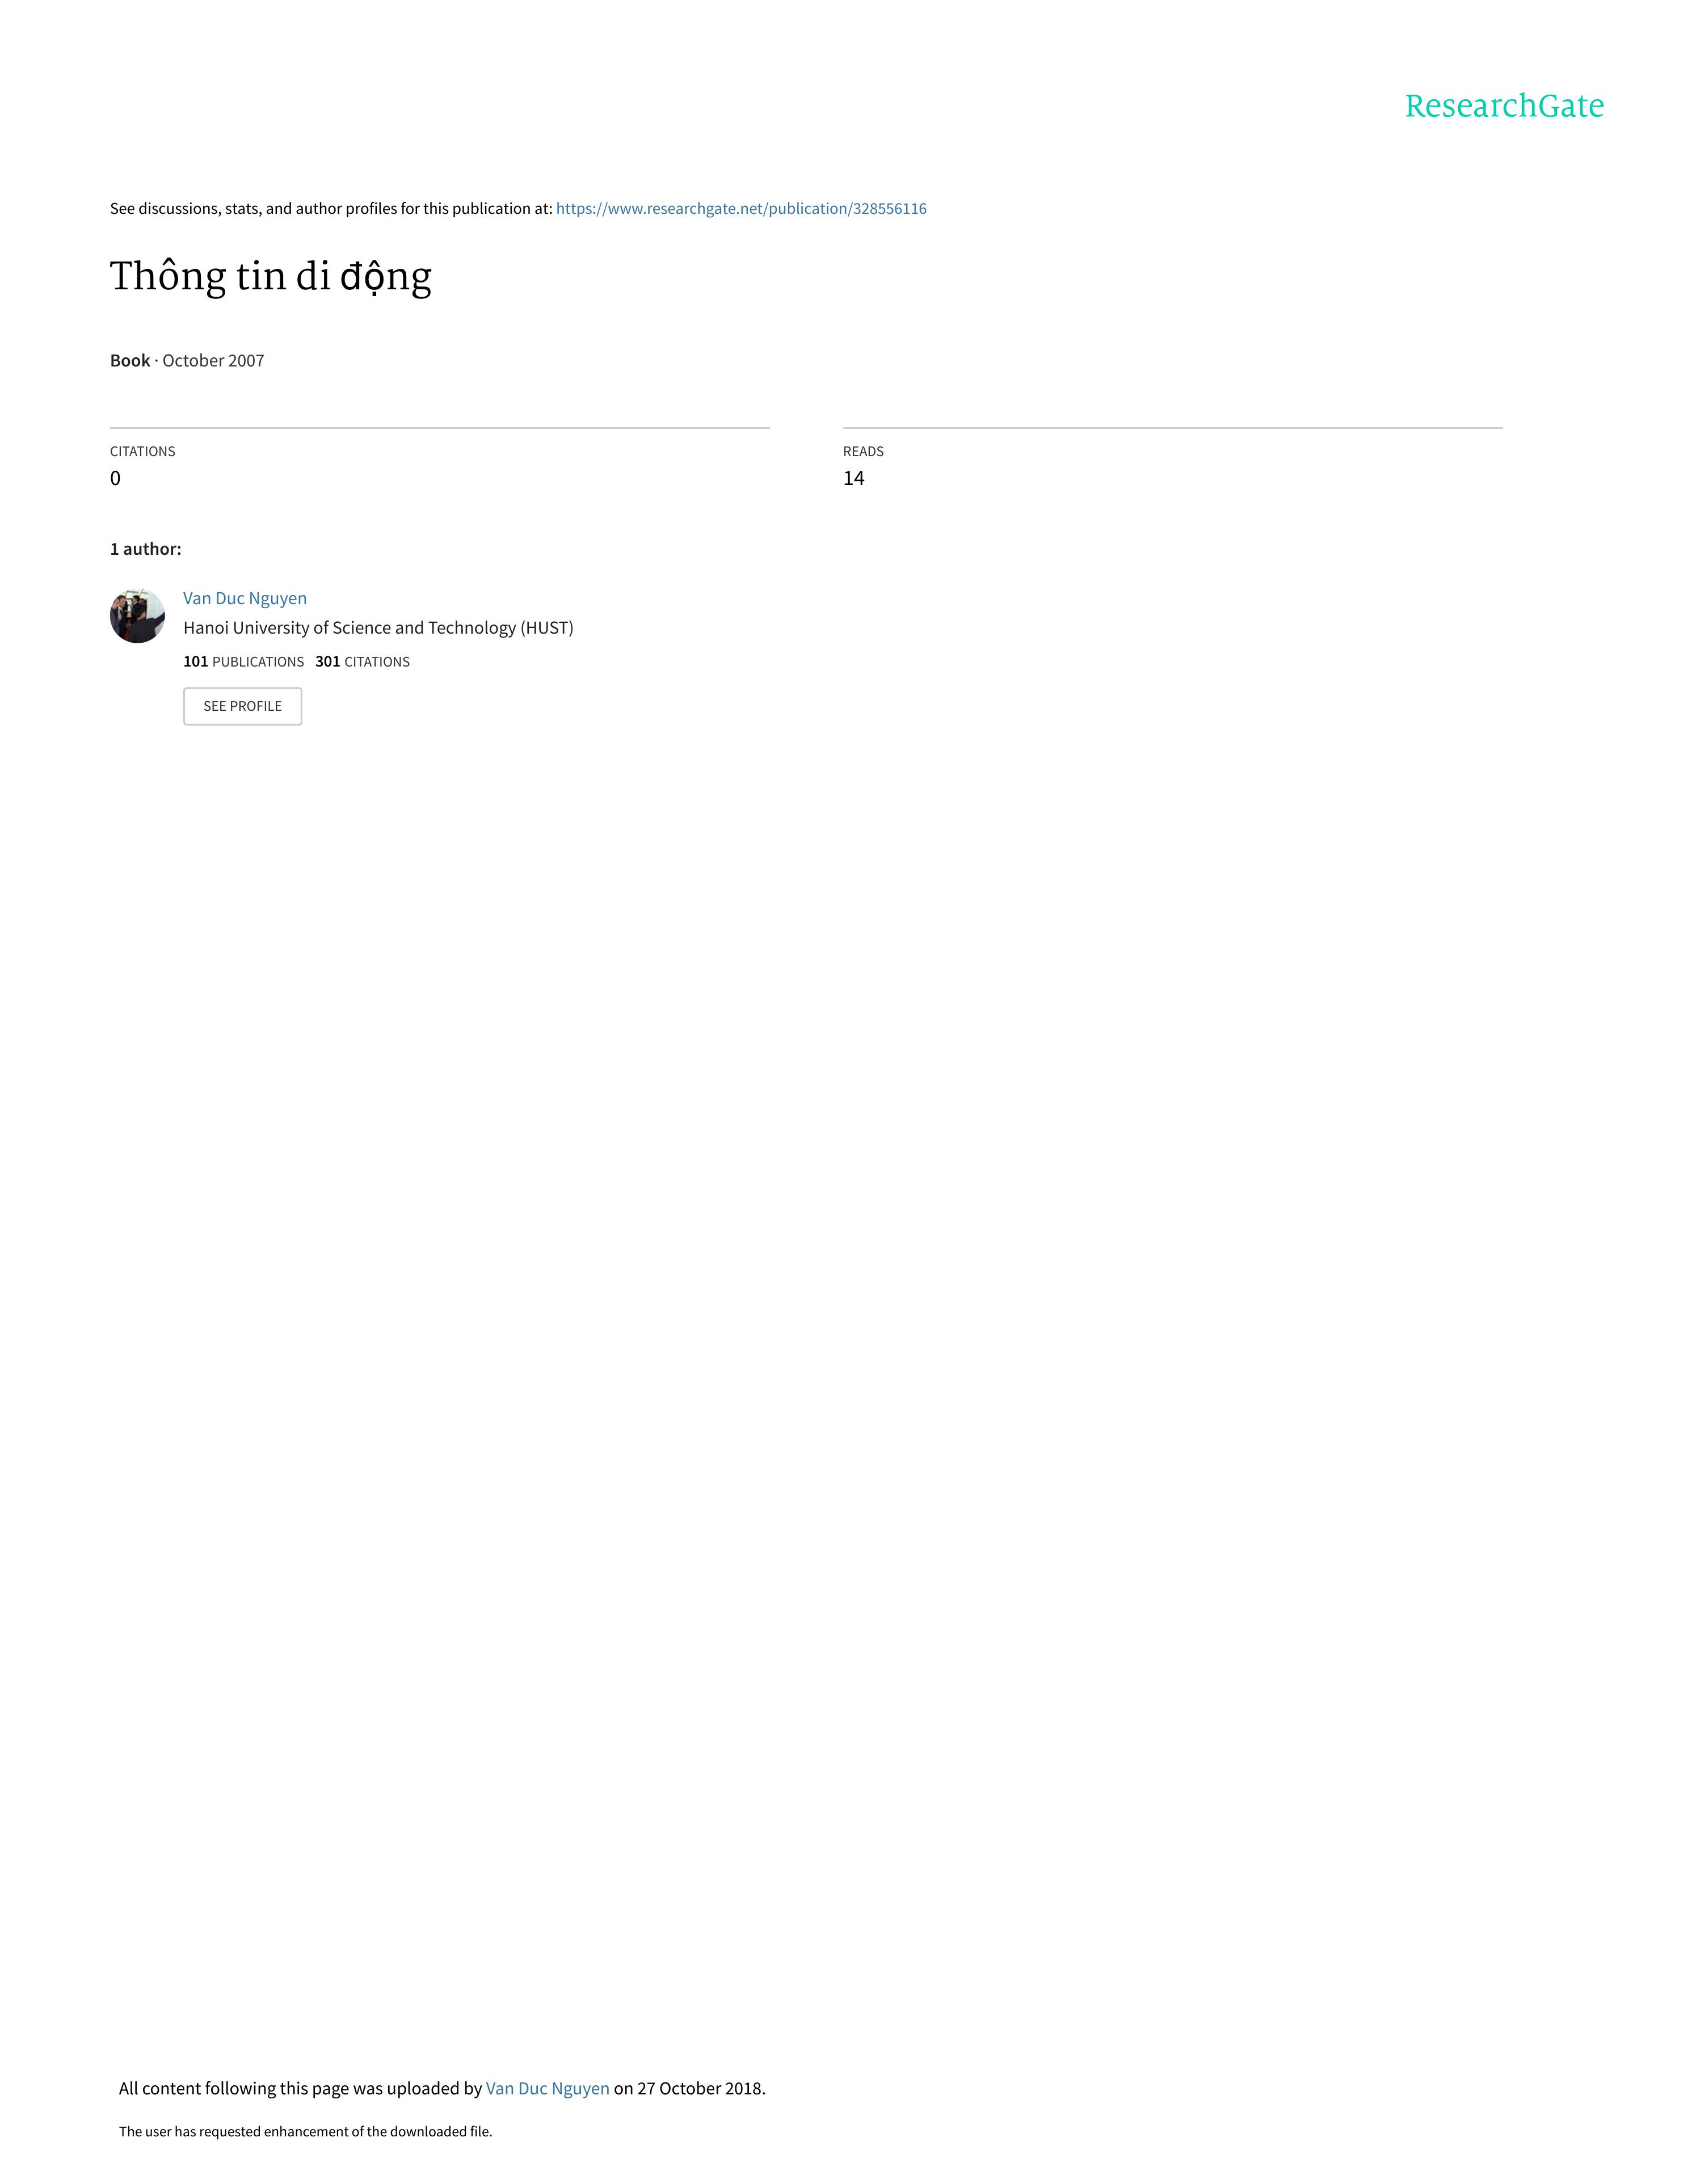 ResearchGate
See discussions, stats, and author profiles for this publication at: https://www.researchgate.net/publication/328556116
Thông tin di động
Book · October 2007
CITATIONS
0
READS
14
1 author:
Van Duc Nguyen
Hanoi University of Science and Technology (HUST)
101 PUBLICATIONS 301 CITATIONS
SEE PROFILE
All content following this page was uploaded by Van Duc Nguyen on 27 October 2018.
The user has requested enhancement of the downloaded file.